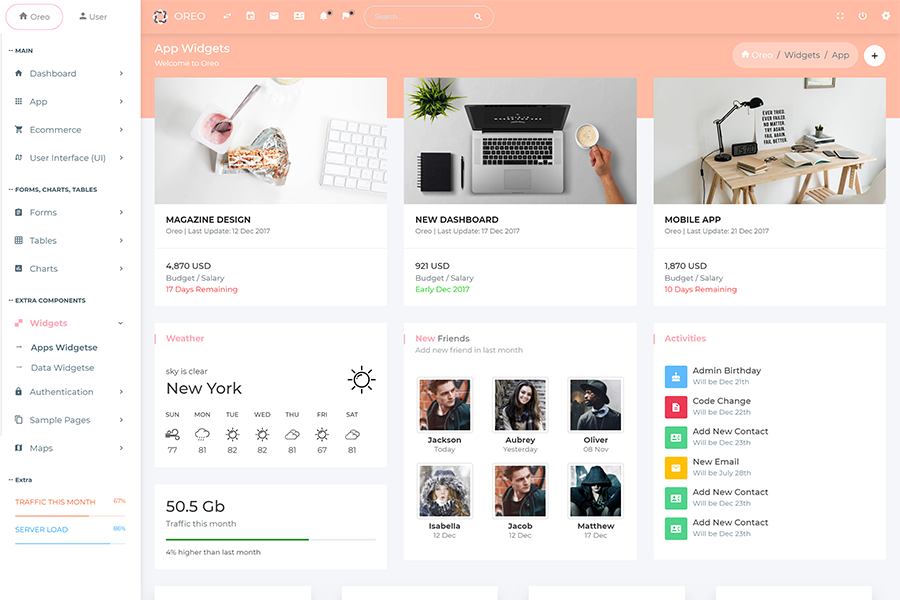 Oreo
User
OREO
Search...
App Widgets
Welcome to Oreo
Oreo / Widgets / App
-- MAIN
Dashboard
App
Ecommerce
User Interface (UI)
-- FORMS, CHARTS, TABLES
Forms
Tables
Charts
-- EXTRA COMPONENTS
Widgets
Apps Widgetse
Data Widgetse
Authentication
Sample Pages
Maps
-- Extra
TRAFFIC THIS MONTH 67%
SERVER LOAD 86%
MAGAZINE DESIGN
Oreo | Last Update: 12 Dec 2017
4,870 USD
Budget / Salary
17 Days Remaining
NEW DASHBOARD
Oreo | Last Update: 17 Dec 2017
921 USD
Budget / Salary
Early Dec 2017
EVER TRIED.
EVER FAILED.
NO MATTER.
TRY AGAIN.
FAIL AGAIN.
FAIL BETTER.
MOBILE APP
Oreo | Last Update: 21 Dec 2017
1,870 USD
Budget / Salary
10 Days Remaining
Weather
sky is clear
New York
SUN MON TUE WED THU FRI SAT
77 81 82 82 81 67 81
50.5 Gb
Traffic this month
4% higher than last month
New Friends
Add new friend in last month
Jackson Aubrey Oliver
Today Yesterday 08 Nov
Isabella Jacob Matthew
12 Dec 12 Dec 17 Dec
Activities
Admin Birthday
Will be Dec 21th
Code Change
Will be Dec 22th
Add New Contact
Will be Dec 23th
New Email
Will be July 28th
Add New Contact
Will be Dec 23th
Add New Contact
Will be Dec 23th